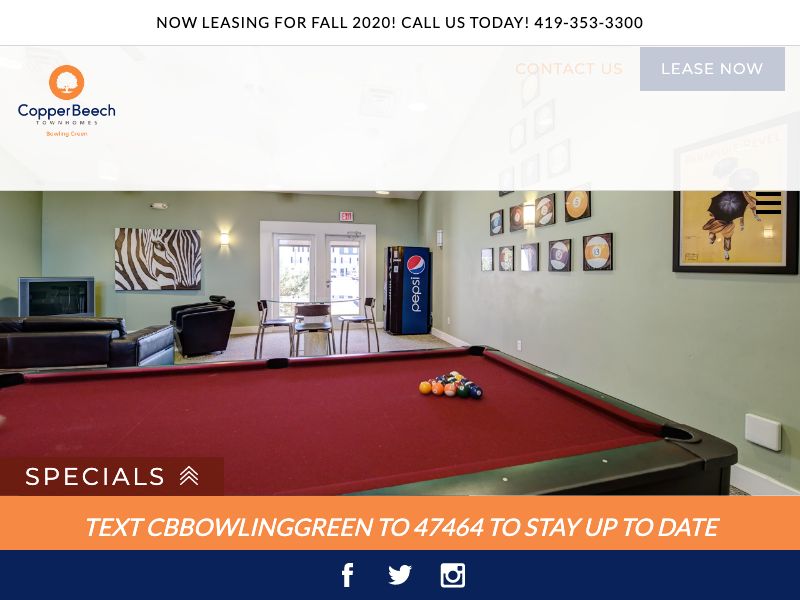 NOW LEASING FOR FALL 2020! CALL US TODAY! 419-353-3300
CONTACT US
LEASE NOW
CopperBeech
TOWNHOMES
Bowling Green
EXIT
pepsi
SPECIALS
TEXT CBBOWLINGGREEN TO 47464 TO STAY UP TO DATE